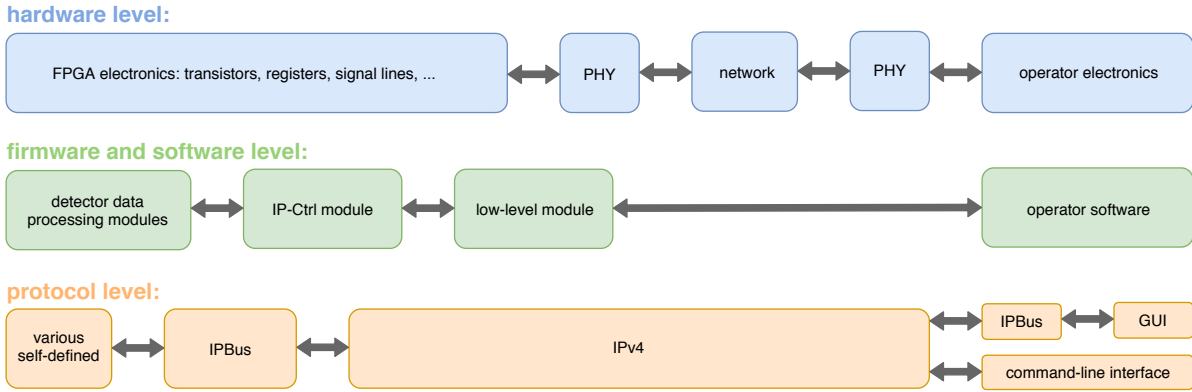 hardware level:
FPGA electronics: transistors, registers, signal lines, ...
PHY
network
PHY
operator electronics
firmware and software level:
detector data
processing modules
IP-Ctrl module
low-level module
operator software
protocol level:
various
self-defined
IPBus
IPv4
IPBus
GUI
command-line interface